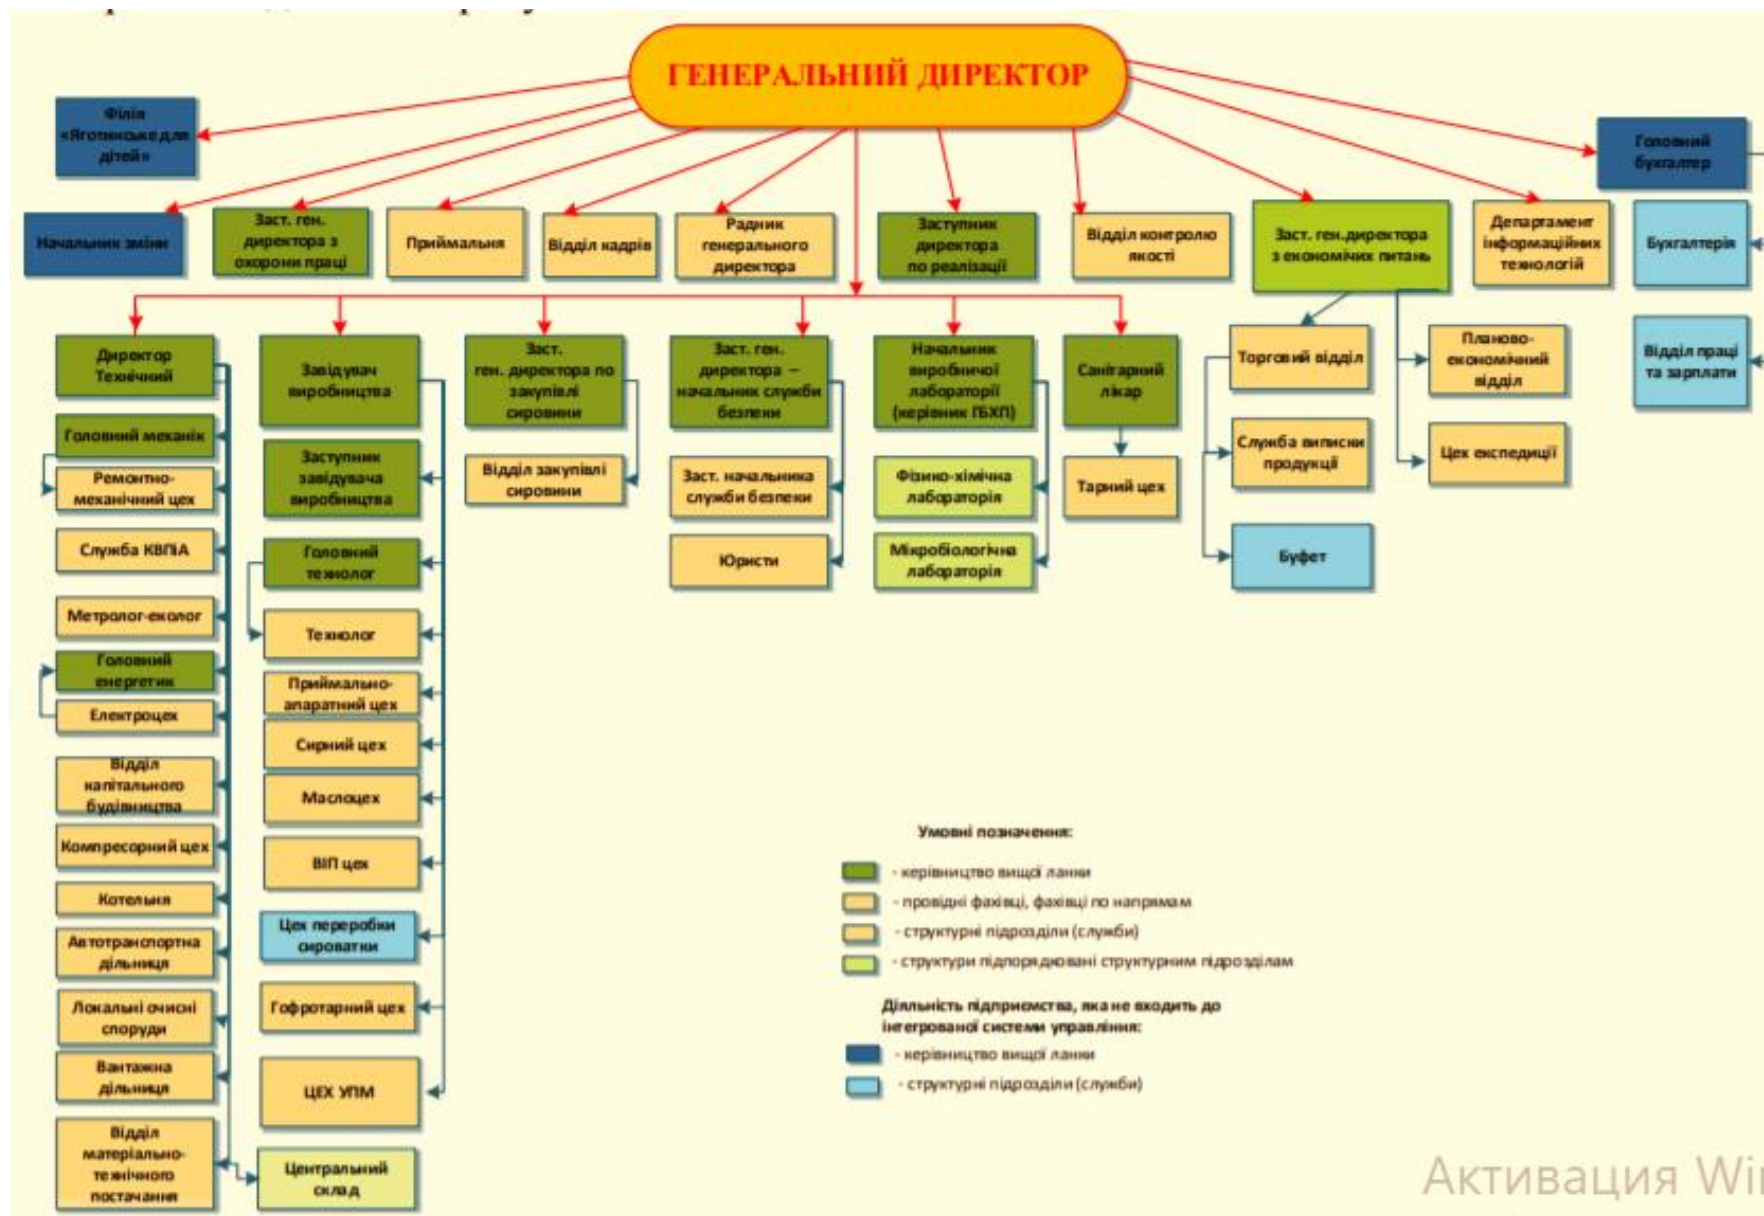 ГЕНЕРАЛЬНИЙ ДИРЕКТОР
Філія
«Яготинське для
дітей»
Головний
бухгалтер
Начальник зміни
Заст. ген.
директора з
охорони праці
Приймальня
Відділ кадрів
Радник
генерального
директора
Заступник
директора
по реалізації
Відділ контролю
якості
Заст. ген.директора
з економічих питань
Департамент
інформаційних
технологій
Бухгалтерія
Директор
Технічний
Завідувач
виробництва
Заст.
ген. директора по
закупівлі
сировини
Заст. ген.
директора –
начальник служби
безпеки
Начальник
виробничої
лабораторії
(керівник ГБХП)
Санітарний
лікар
Торговий відділ
Планово-
економічний
відділ
Відділ праці
та зарплати
Головний механік
Ремонтно-
механічний цех
Служба КВПіА
Метролог-еколог
Головний
енергетик
Електроцех
Відділ
капітального
будівництва
Компресорний цех
Котельня
Автотранспортна
дільниця
Локальні очисні
споруди
Вантажна
дільниця
Відділ
матеріально-
технічного
постачання
Заступник
завідувача
виробництва
Головний
технолог
Технолог
Приймально-
апаратний цех
Сирний цех
Маслоцех
ВІП цех
Цех переробки
сироватки
Гофротарний цех
ЦЕХ УПМ
Центральний
склад
Відділ закупівлі
сировини
Заст. начальника
служби безпеки
Юристи
Фізико-хімічна
лабораторія
Мікробіологічна
лабораторія
Тарний цех
Служба виписки
продукції
Буфет
Цех експедиції
Умовні позначення:
- керівництво вищої ланки
- провідні фахівці, фахівці по напрямам
- структурні підрозділи (служби)
- структури підпорядковані структурним підрозділам
Діяльність підприємства, яка не входить до
інтегрованої системи управління:
- керівництво вищої ланки
- структурні підрозділи (служби)
Активация Wi